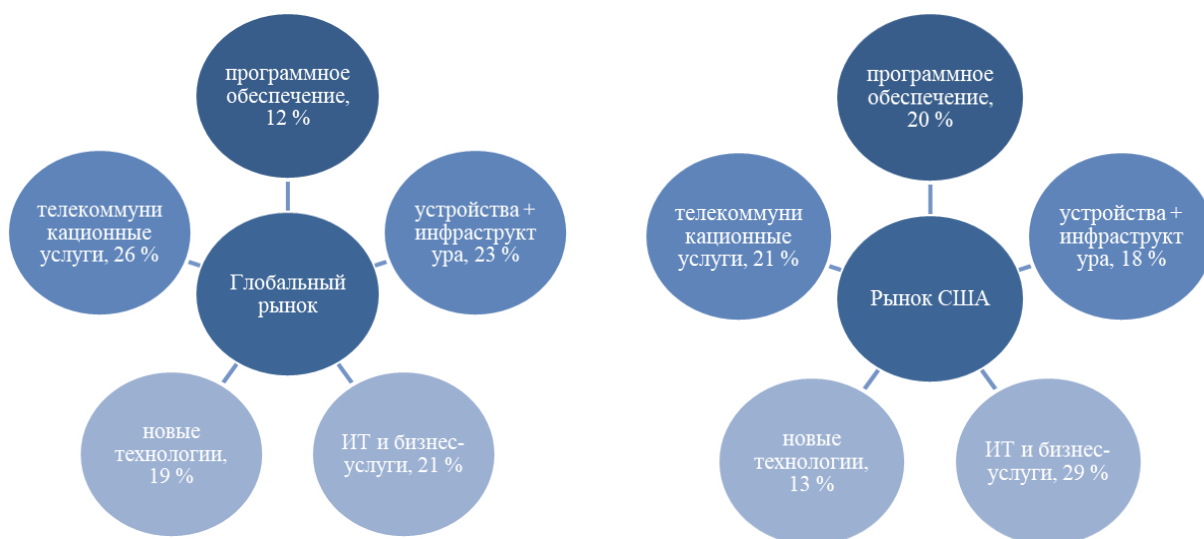 программное
обеспечение,
12 %
телекоммуни
кационные
услуги, 26 %
устройства +
инфраструкт
ура, 23 %
Глобальный
рынок
новые
технологии,
19 %
ИТ и бизнес-
услуги, 21 %
программное
обеспечение,
20 %
телекоммуни
кационные
услуги, 21 %
устройства +
инфраструкт
ура, 18 %
Рынок США
новые
технологии,
13 %
ИТ и бизнес-
услуги, 29 %